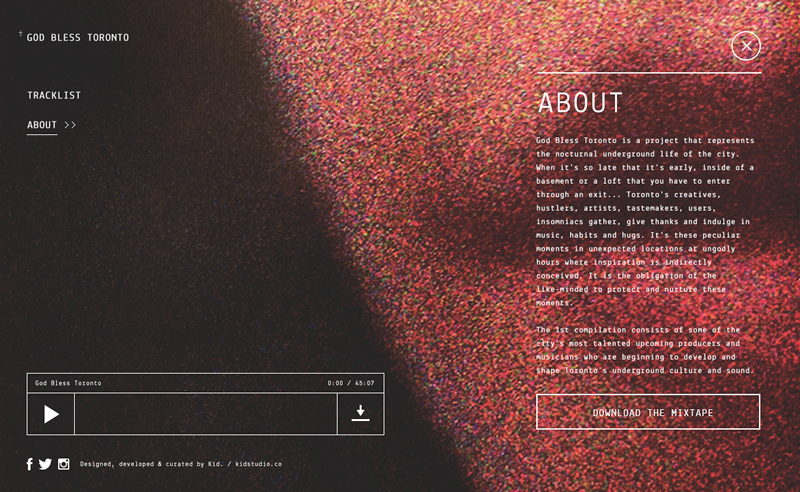 † GOD BLESS TORONTO
TRACKLIST
ABOUT >>
ABOUT
God Bless Toronto is a project that represents
the nocturnal underground life of the city.
When it's so late that it's early, inside of a
basement or a loft that you have to enter
through an exit... Toronto's creatives,
hustlers, artists, tastemakers, users,
insomniacs gather, give thanks and indulge in
music, habits and hugs. It's these peculiar
moments in unexpected locations at ungodly
hours where inspiration is indirectly
conceived. It is the obligation of the
like-minded to protect and nurture these
moments.
The 1st compilation consists of some of the
city's most talented upcoming producers and
musicians who are beginning to develop and
shape Toronto's underground culture and sound.
DOWNLOAD THE MIXTAPE
God Bless Toronto 0:00 / 45:07
Designed, developed & curated by Kid. / kidstudio.co